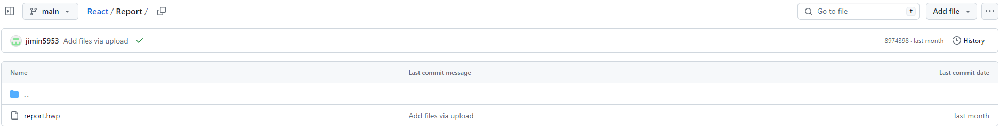 main React / Report / Go to file t Add file
jimin5953 Add files via upload 8974398 · last month History
Name Last commit message Last commit date
..
report.hwp Add files via upload last month